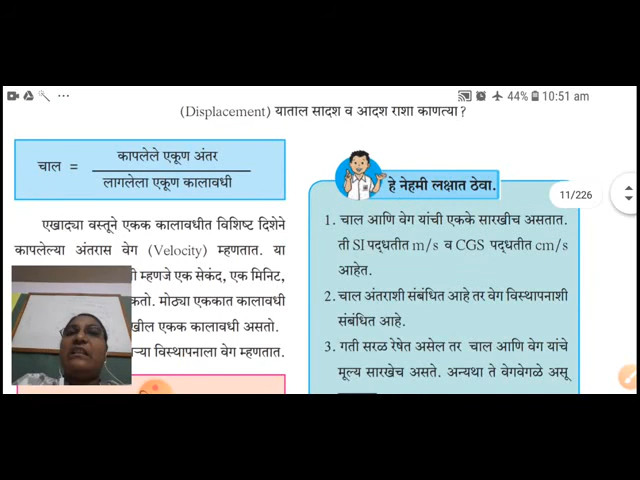 44% 10:51 am
(Displacement) यांतील सदिश व अदिश राशी कोणत्या?
चाल = कापलेले एकूण अंतर
लागलेला एकूण कालावधी
एखाद्या वस्तूने एकक कालावधीत विशिष्ट दिशेने
कापलेल्या अंतरास वेग (Velocity) म्हणतात. या
म्हणजे एक सेकंद, एक मिनिट,
मोठ्या एककात कालावधी
एकक कालावधी असतो.
विस्थापनाला वेग म्हणतात.
हे नेहमी लक्षात ठेवा.
11/226
1. चाल आणि वेग यांची एकके सारखीच असतात.
ती SI पद्धतीत m/s व CGS पद्धतीत cm/s
आहेत.
2. चाल अंतराशी संबंधित आहे तर वेग विस्थापनाशी
संबंधित आहे.
3. गती सरळ रेषेत असेल तर चाल आणि वेग यांचे
मूल्य सारखेच असते. अन्यथा ते वेगवेगळे असू